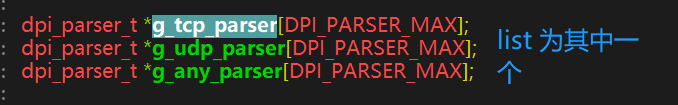 : dpi_parser_t *g_tcp_parser[DPI_PARSER_MAX];
: dpi_parser_t *g_udp_parser[DPI_PARSER_MAX];
: dpi_parser_t *g_any_parser[DPI_PARSER_MAX];
:
list 为其中一
个